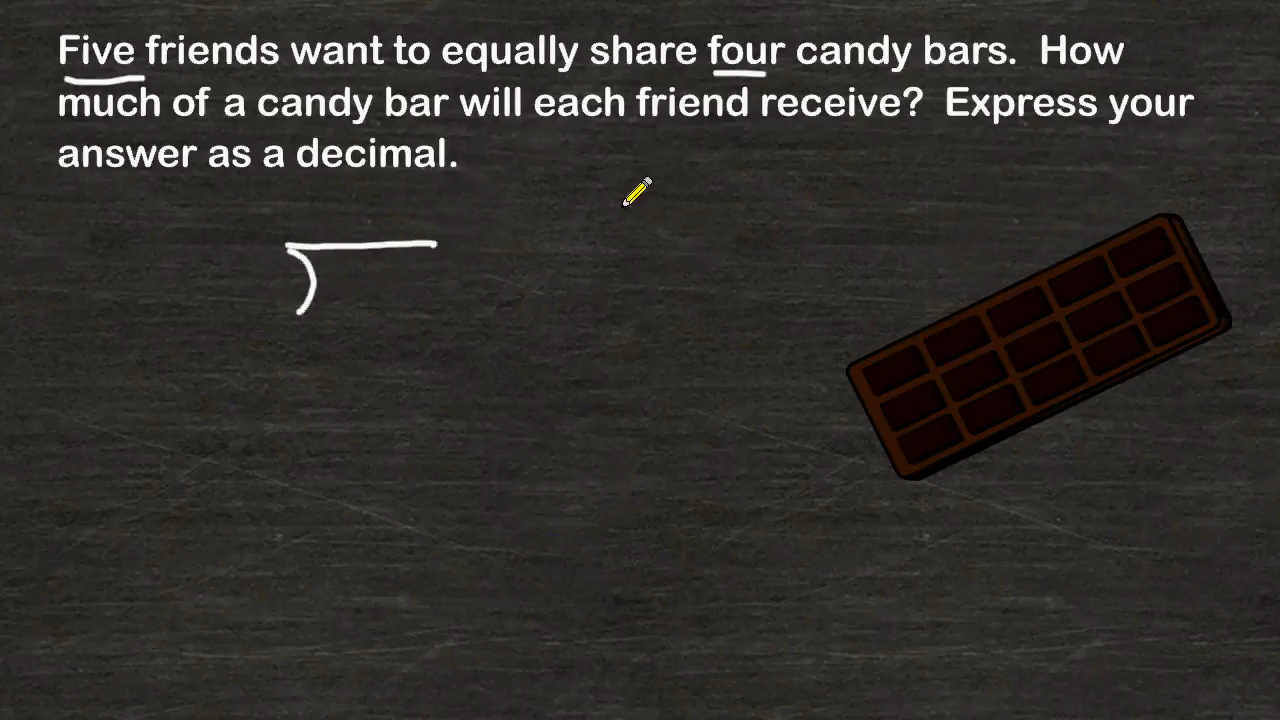 Five friends want to equally share four candy bars.  How
much of a candy bar will each friend receive?  Express your
answer as a decimal.